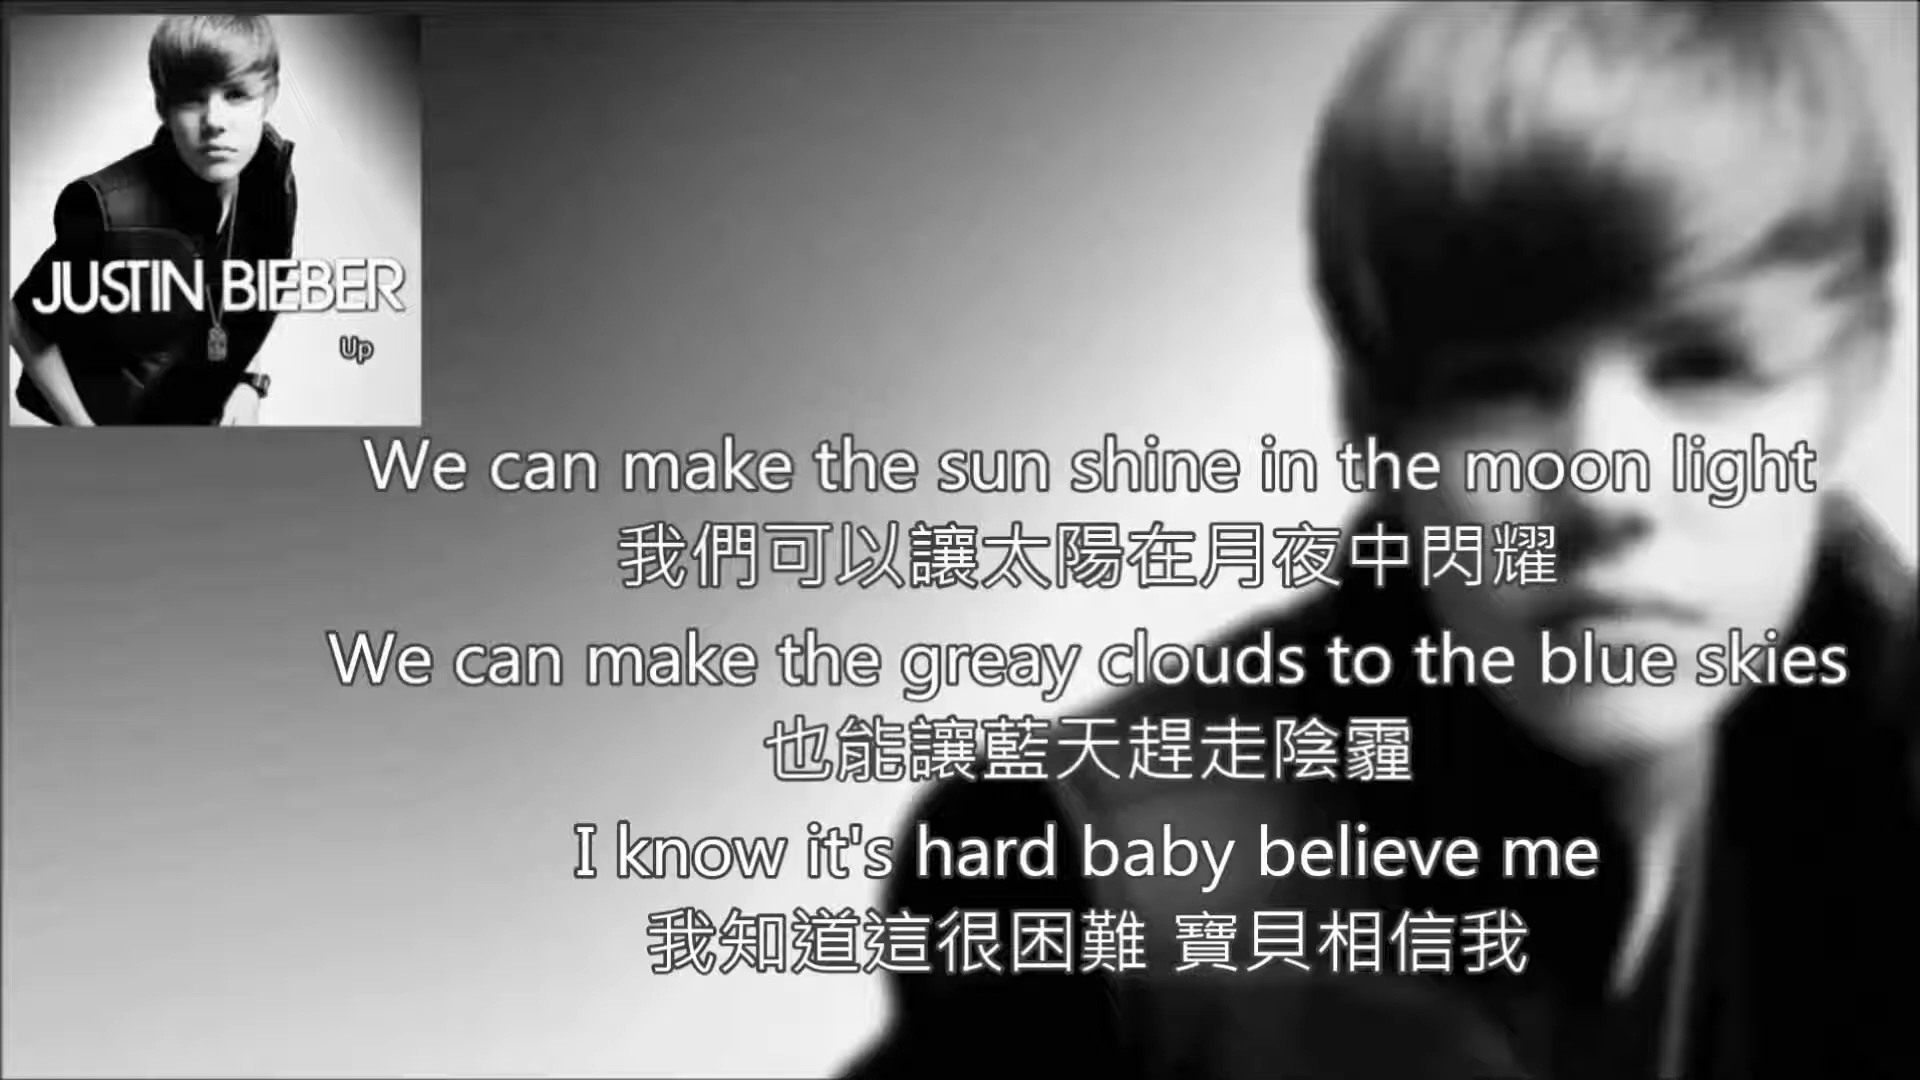 JUSTIN BIEBER
Up
We can make the sun shine in the moon light
我們可以讓太陽在月夜中閃耀
We can make the greay clouds to the blue skies
也能讓藍天趕走陰霾
I know it's hard baby believe me
我知道這很困難 寶貝相信我